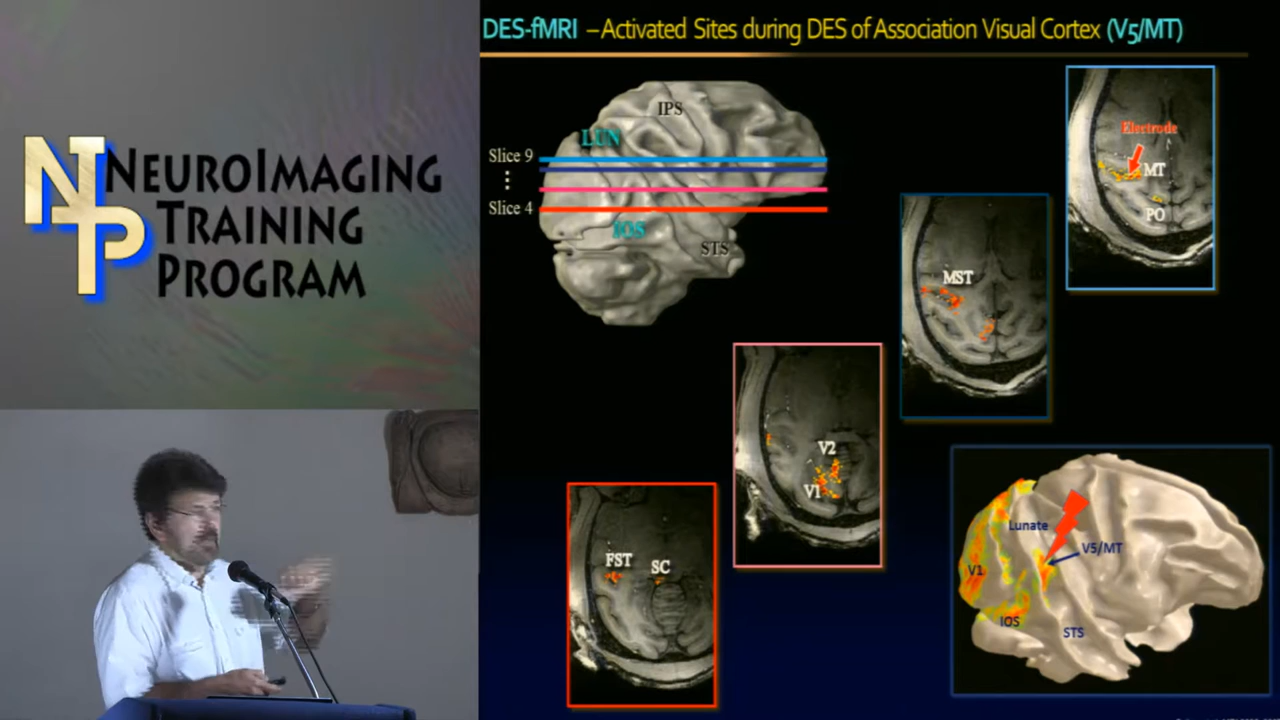 NEUROIMAGING
TRAINING
PROGRAM
NTP
DES-fMRI – Activated Sites during DES of Association Visual Cortex (V5/MT)
IPS
LUN
Slice 9
Slice 4
IOS
STS
Electrode
MT
PO
MST
V2
V1
FST
SC
Lunate
V5/MT
V1
IOS
STS